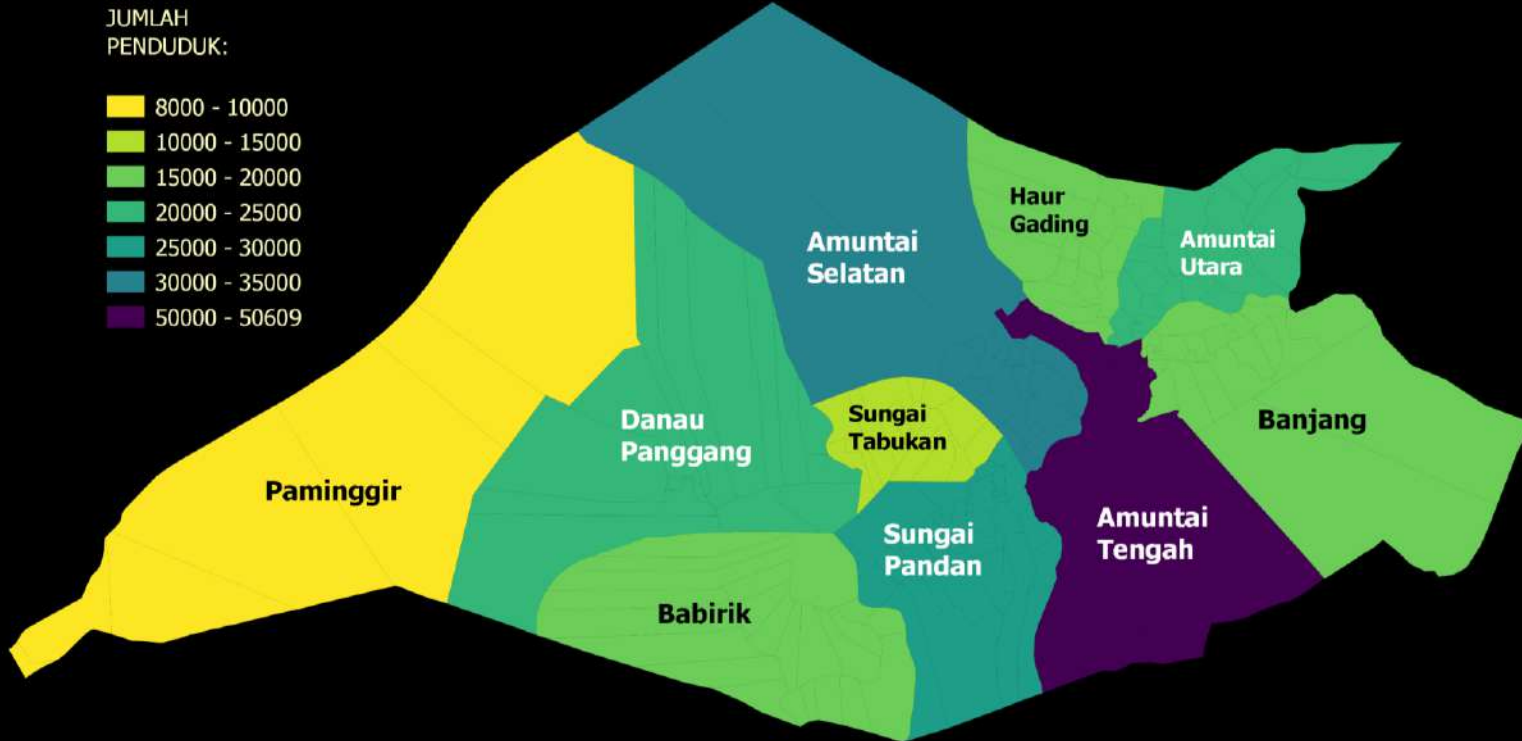 JUMLAH
PENDUDUK:
8000 - 10000
10000 - 15000
15000 - 20000
20000 - 25000
25000 - 30000
30000 - 35000
50000 - 50609
Haur
Gading
Amuntai
Selatan
Amuntai
Utara
Danau
Panggang
Sungai
Tabukan
Banjang
Paminggir
Sungai
Pandan
Amuntai
Tengah
Babirik